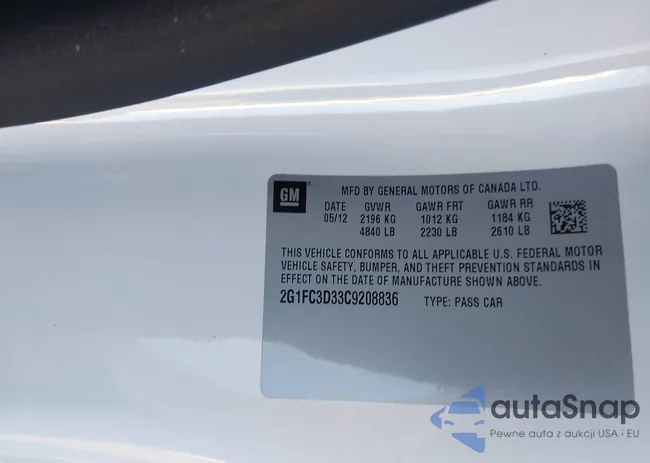 GM
MFD BY GENERAL MOTORS OF CANADA LTD.
DATE GVWR GAWR FRT GAWR RR
05/12 2196 KG 1012 KG 1184 KG
4840 LB 2230 LB 2610 LB
THIS VEHICLE CONFORMS TO ALL APPLICABLE U.S. FEDERAL MOTOR
VEHICLE SAFETY, BUMPER, AND THEFT PREVENTION STANDARDS IN
EFFECT ON THE DATE OF MANUFACTURE SHOWN ABOVE.
2G1FC3D33C9208836 TYPE: PASS CAR
autaSnap
Pewne auta z aukcji USA i EU